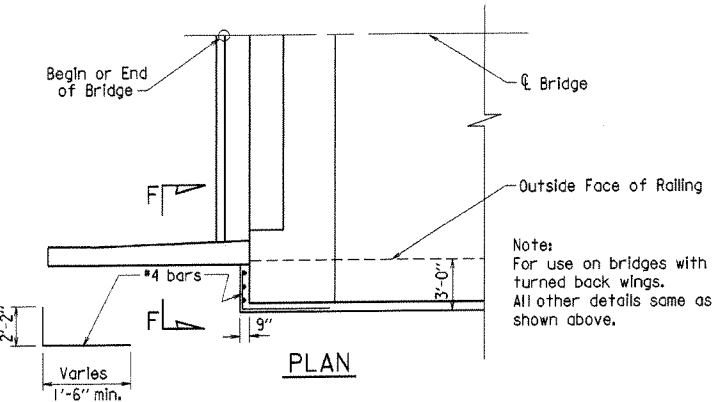 Begin or End
of Bridge
℄ Bridge
F
Outside Face of Railing
Note:
For use on bridges with
turned back wings.
All other details same as
shown above.
#4 bars
3'-0"
2'-2"
F
9"
PLAN
Varies
1'-6" min.